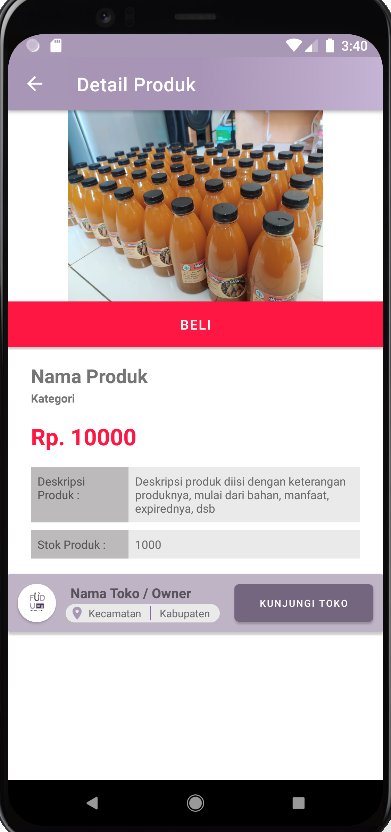 3:40
Detail Produk
BELI
Nama Produk
Kategori
Rp. 10000
Deskripsi
Produk :
Deskripsi produk diisi dengan keterangan
produknya, mulai dari bahan, manfaat,
expirednya, dsb
Stok Produk :
1000
Nama Toko / Owner
Kecamatan
Kabupaten
KUNJUNGI TOKO